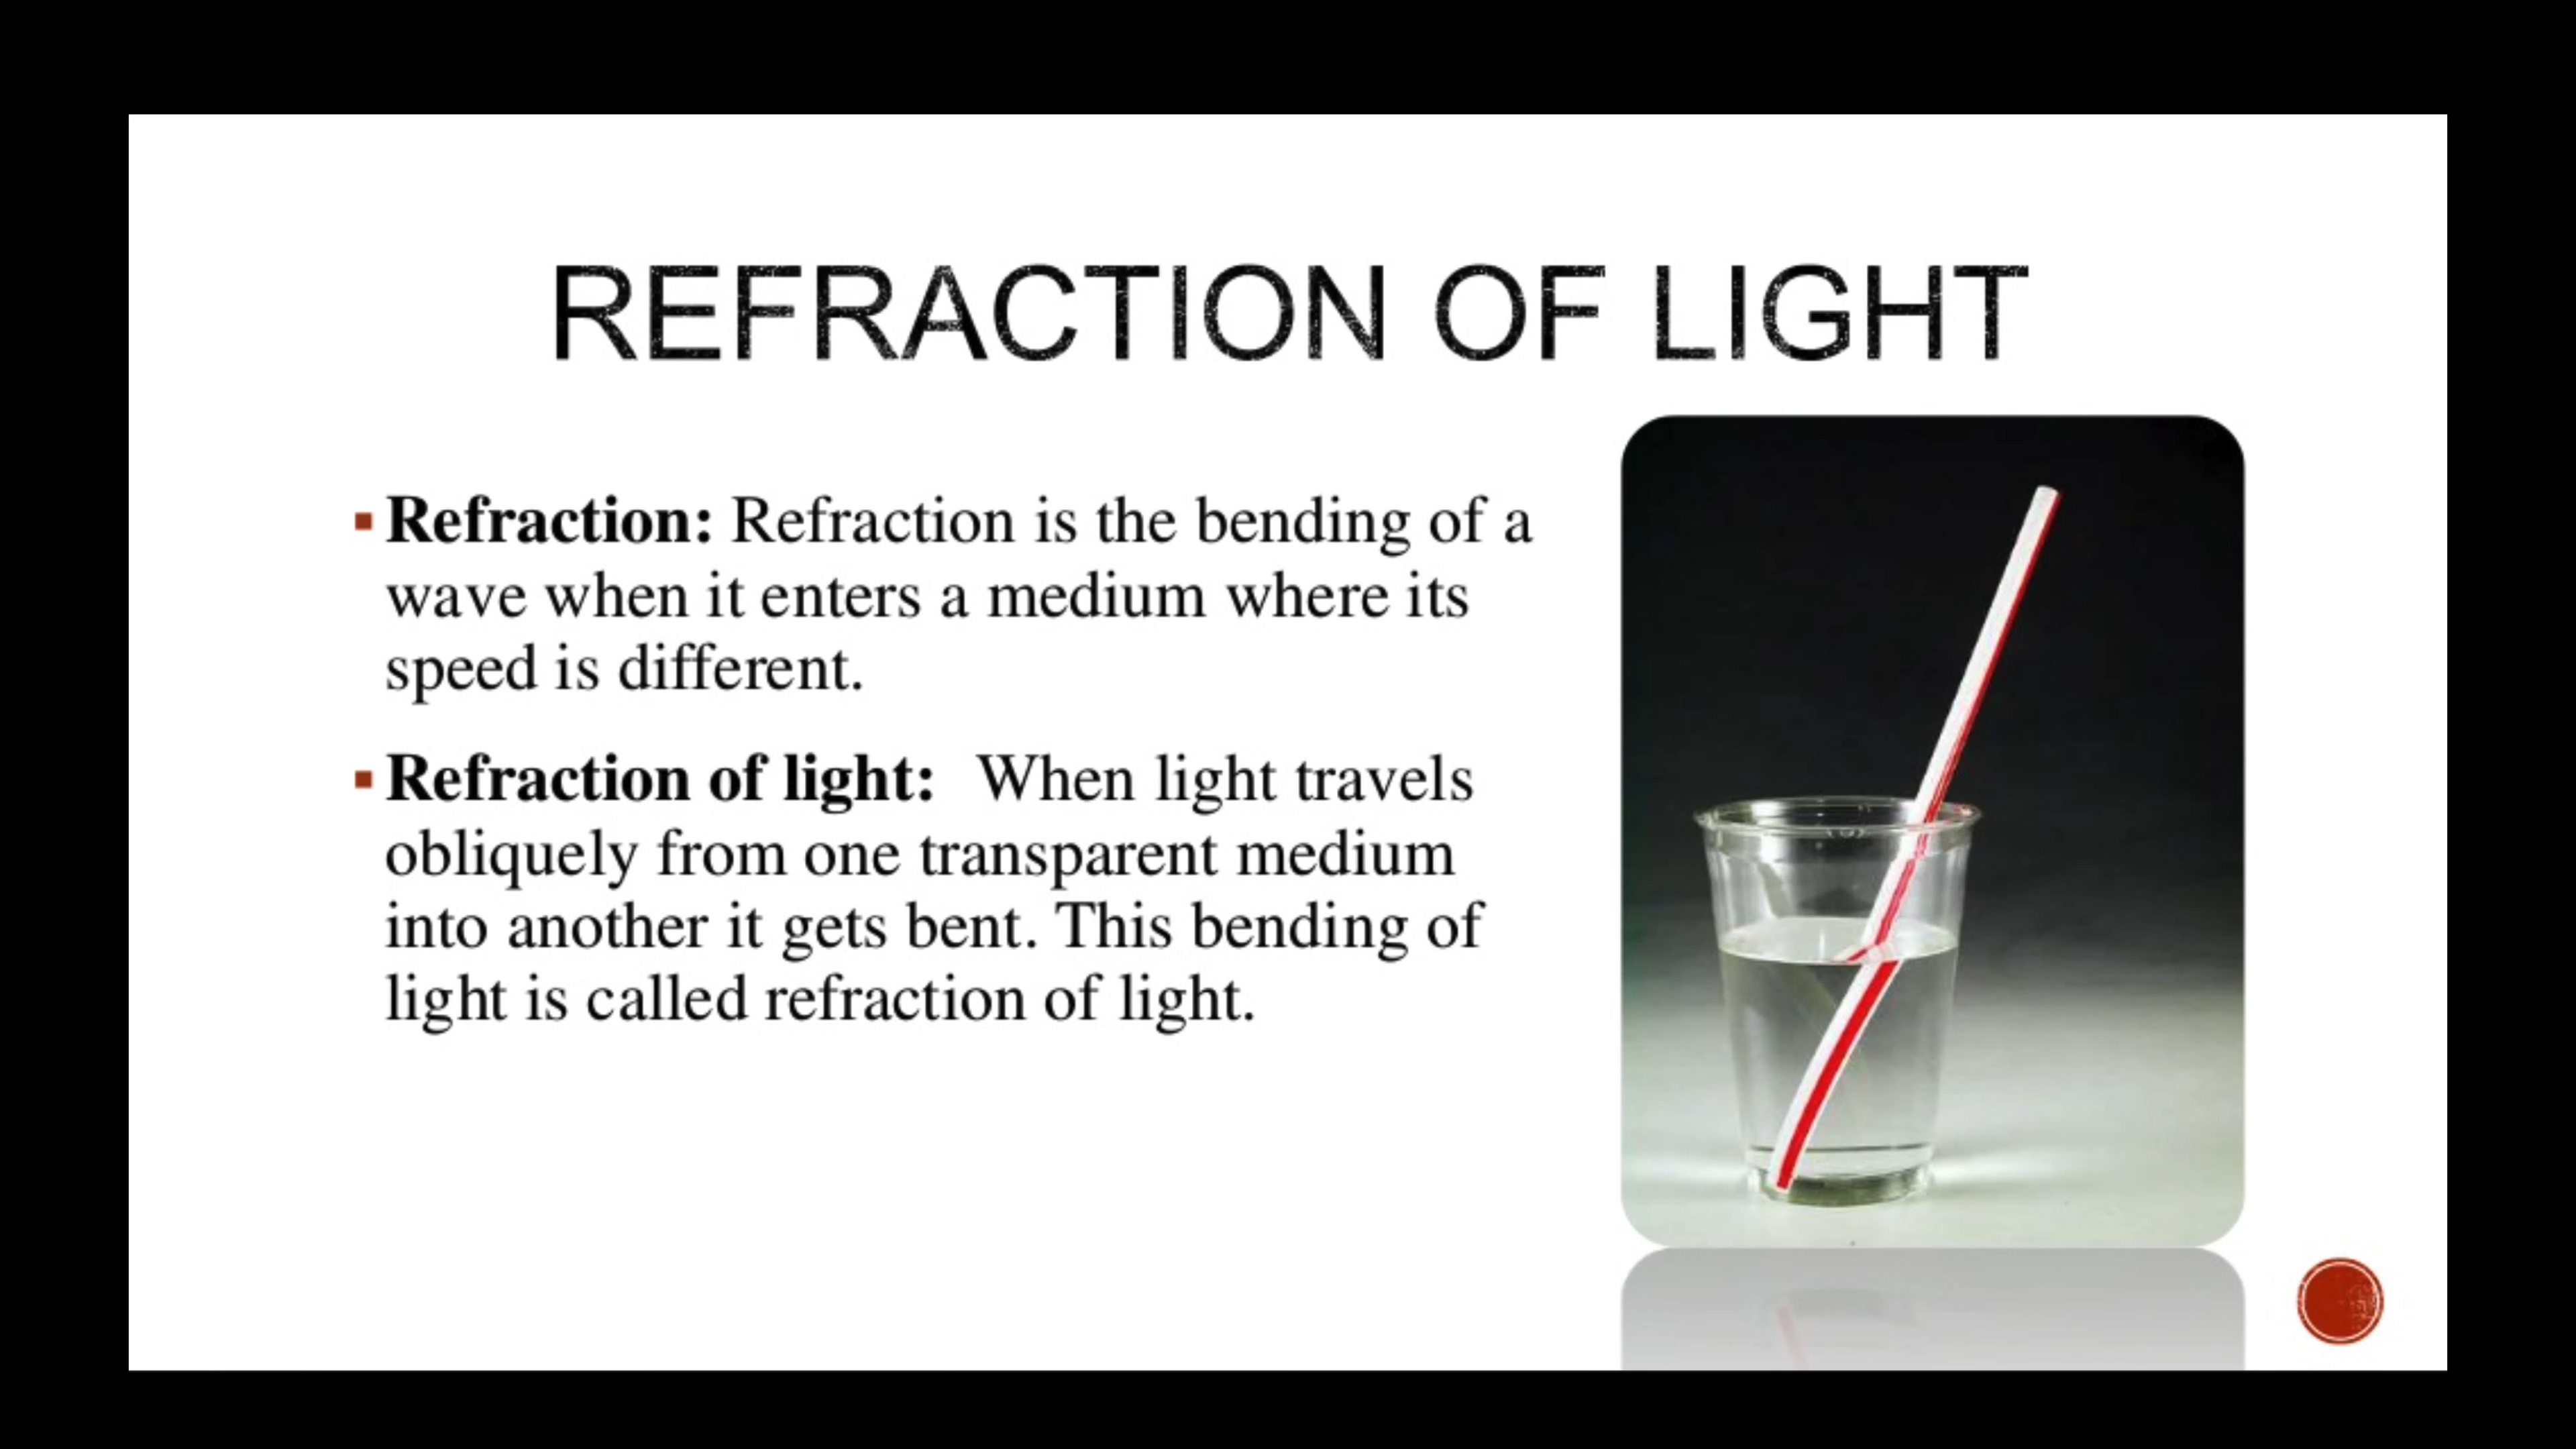 REFRACTION OF LIGHT
Refraction: Refraction is the bending of a
wave when it enters a medium where its
speed is different.
Refraction of light: When light travels
obliquely from one transparent medium
into another it gets bent. This bending of
light is called refraction of light.